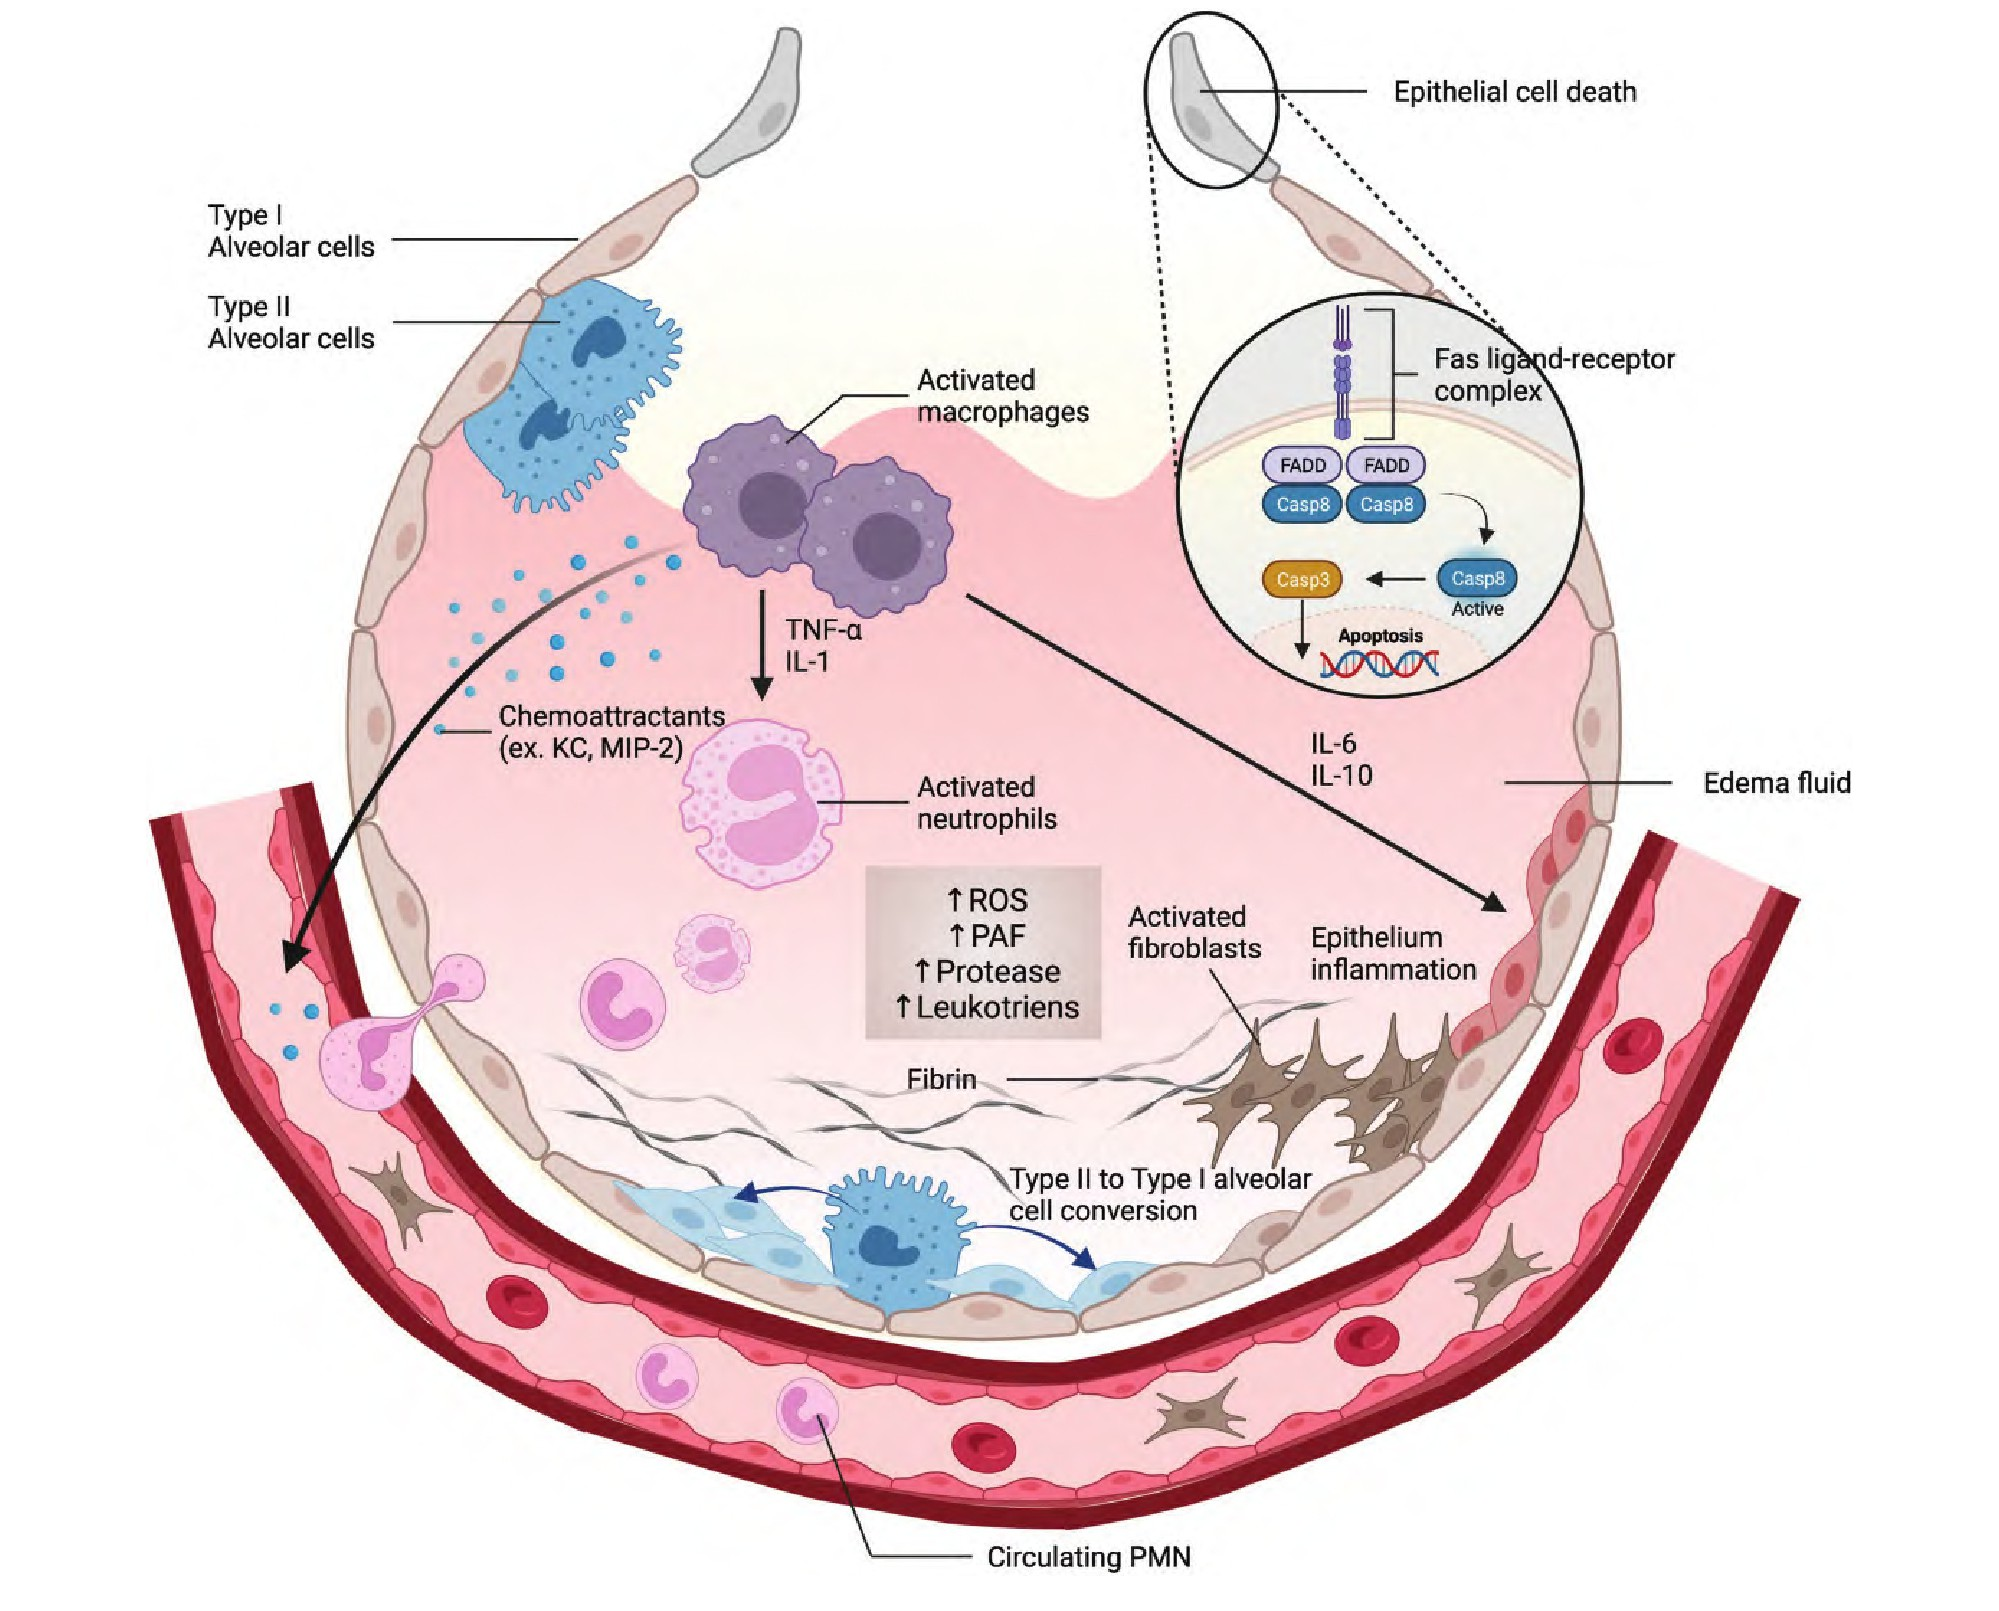 Epithelial cell death
Type I
Alveolar cells
Type II
Alveolar cells
Activated
macrophages
Fas ligand-receptor
complex
FADD
FADD
Casp8
Casp8
Casp3
Casp8
Active
Apoptosis
TNF-α
IL-1
Chemoattractants
(ex. KC, MIP-2)
IL-6
IL-10
Edema fluid
Activated
neutrophils
↑ROS
↑PAF
↑Protease
↑Leukotriens
Activated
fibroblasts
Epithelium
inflammation
Fibrin
Type II to Type I alveolar
cell conversion
Circulating PMN